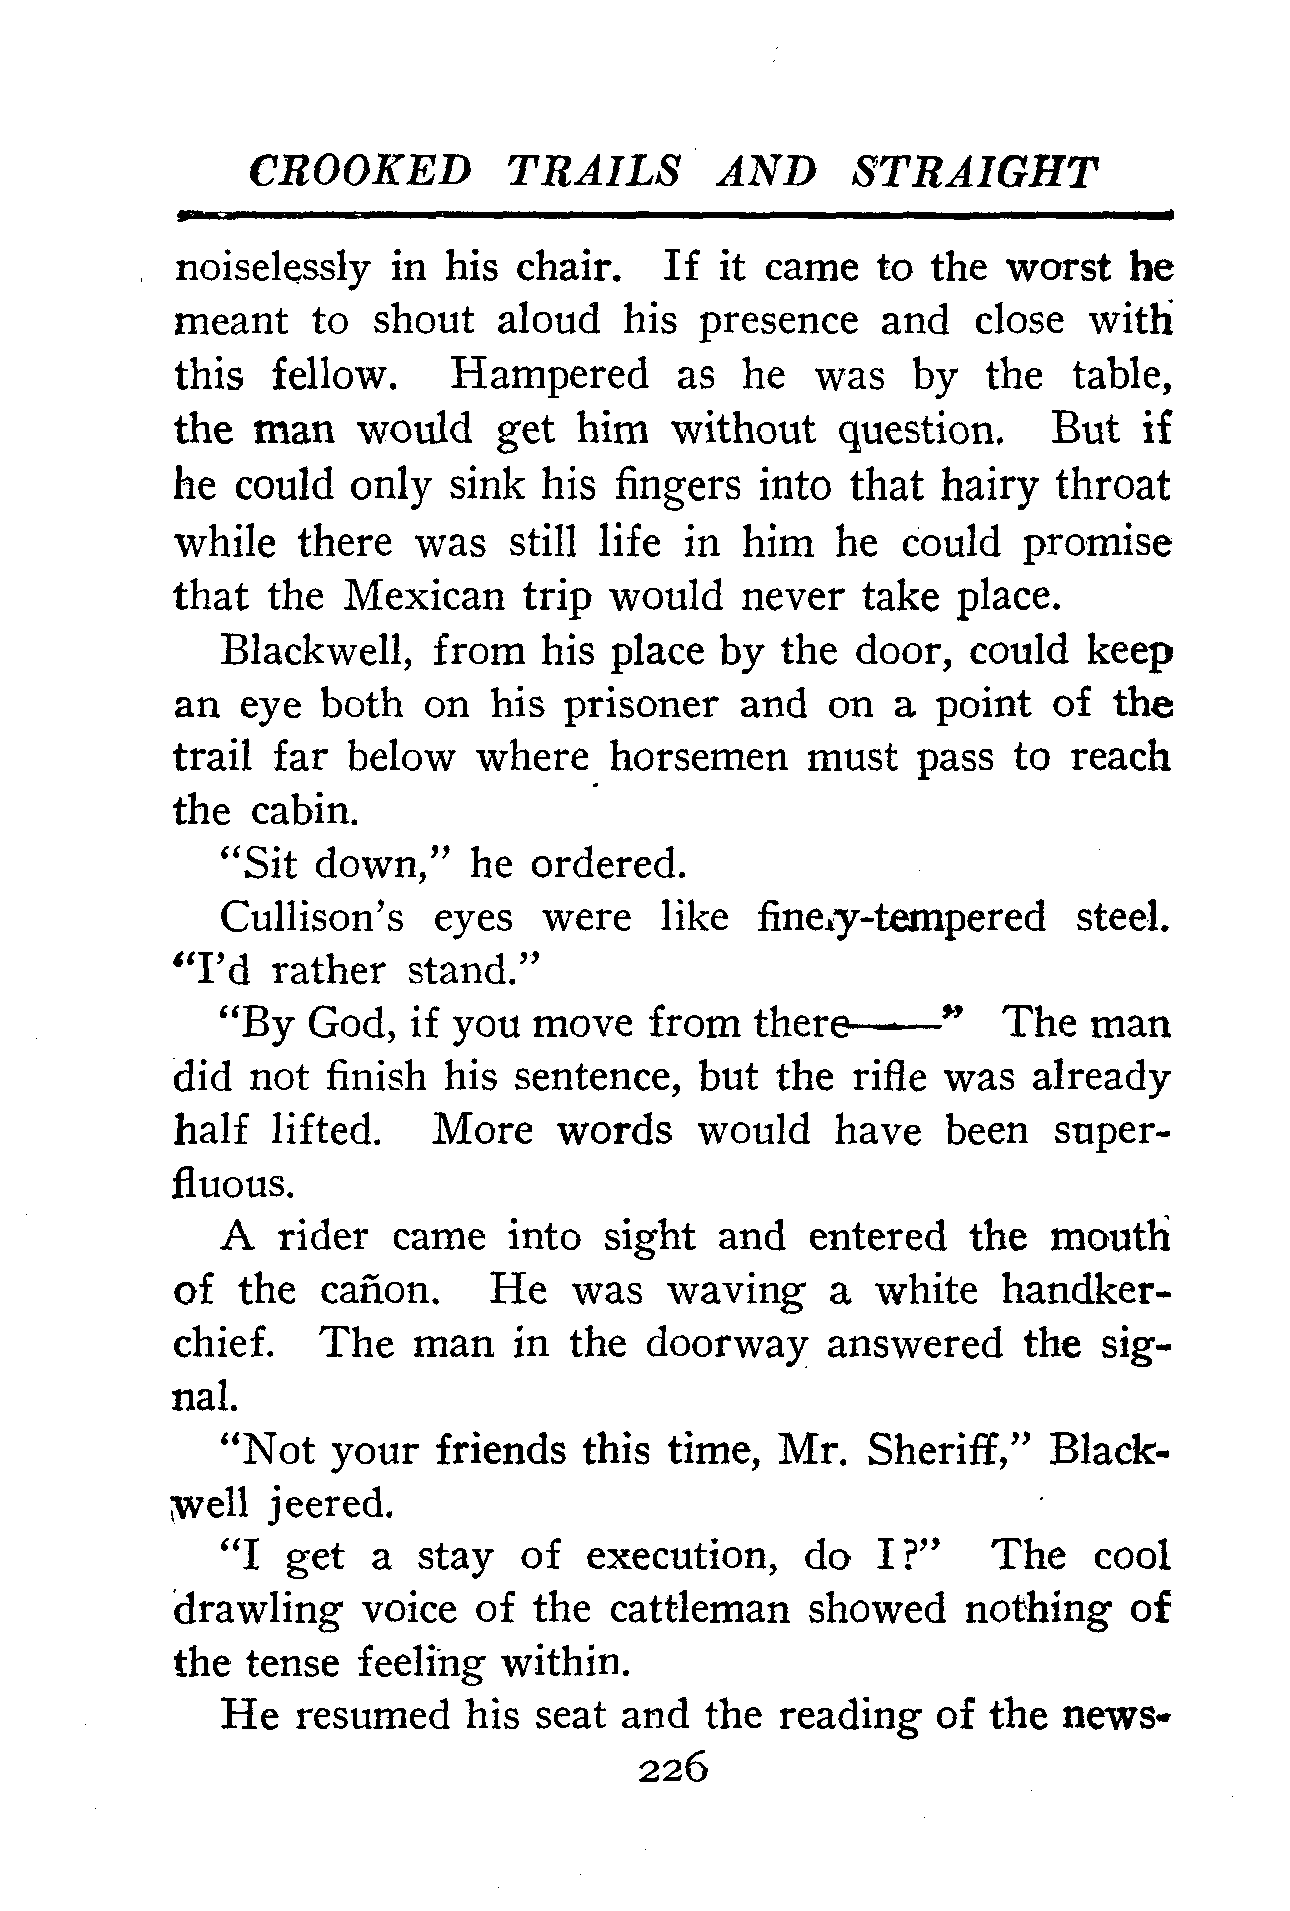 CROOKED TRAILS AND STRAIGHT
noiselessly in his chair. If it came to the worst he
meant to shout aloud his presence and close with
this fellow. Hampered as he was by the table,
the man would get him without question. But if
he could only sink his fingers into that hairy throat
while there was still life in him he could promise
that the Mexican trip would never take place.
Blackwell, from his place by the door, could keep
an eye both on his prisoner and on a point of the
trail far below where horsemen must pass to reach
the cabin.
"Sit down," he ordered.
Cullison's eyes were like finely-tempered steel.
"I'd rather stand."
"By God, if you move from there——" The man
did not finish his sentence, but the rifle was already
half lifted. More words would have been super-
fluous.
A rider came into sight and entered the mouth
of the cañon. He was waving a white handker-
chief. The man in the doorway answered the sig-
nal.
"Not your friends this time, Mr. Sheriff," Black-
well jeered.
"I get a stay of execution, do I?" The cool
drawling voice of the cattleman showed nothing of
the tense feeling within.
He resumed his seat and the reading of the news-
226